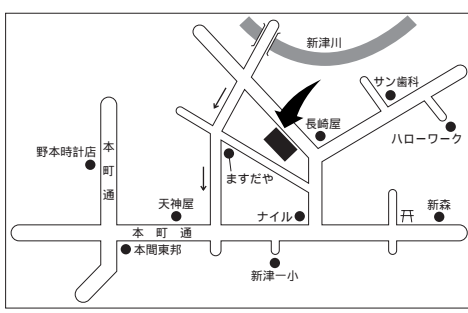 新津川
サン歯科
長崎屋
ハローワーク
本町通
野本時計店
ますだや
天神屋
ナイル
新森
本町通
本間東邦
新津一小